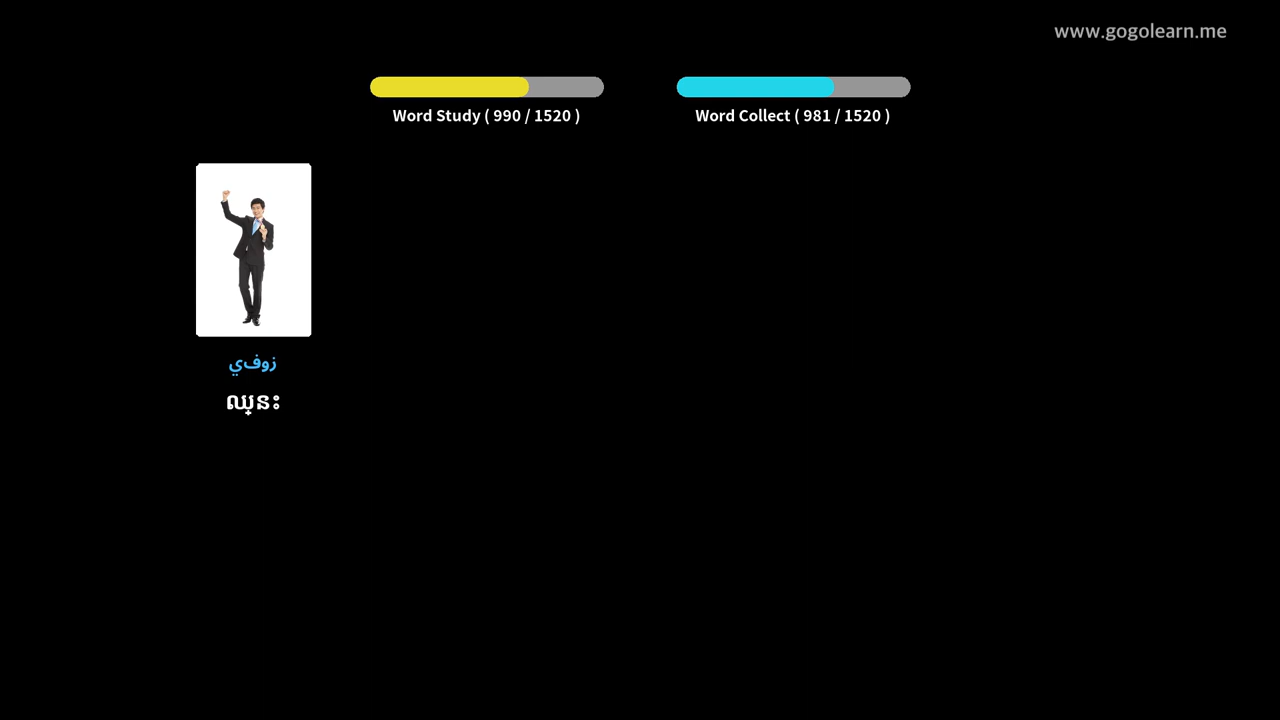 www.gogolearn.me
Word Study ( 990 / 1520 )
Word Collect ( 981 / 1520 )
زوفي
ឈ្នះ